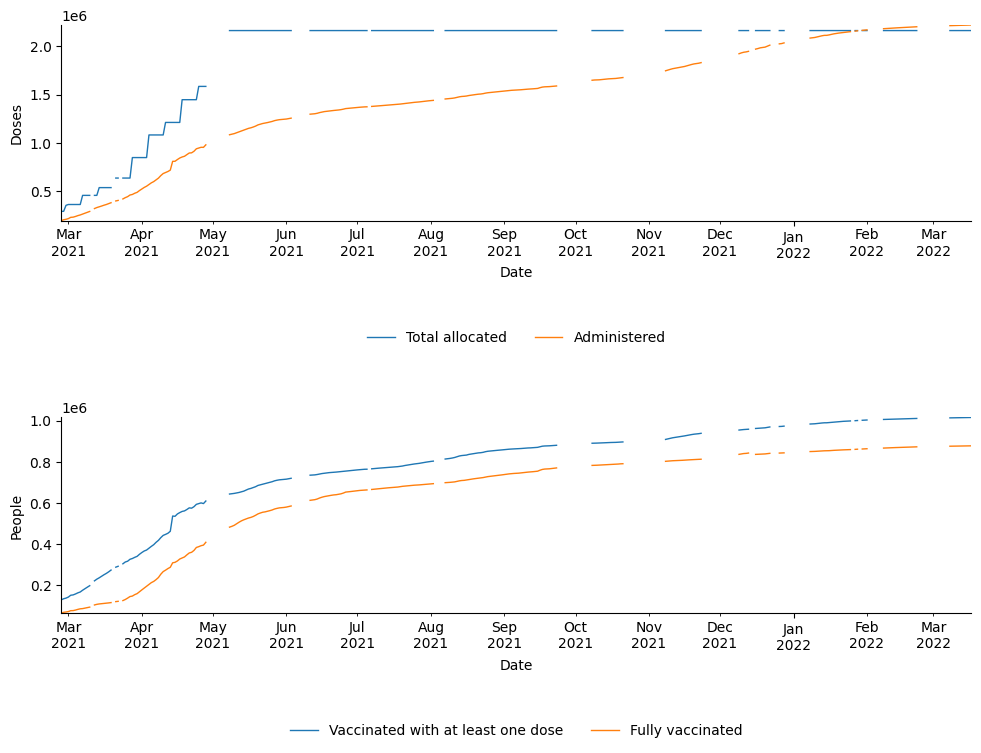 1e6
2.0
1.5
1.0
0.5
Doses
Mar Apr May Jun Jul Aug Sep Oct Nov Dec Jan Feb Mar
2021 2021 2021 2021 2021 2021 2021 2021 2021 2021 2022 2022 2022
Date
Total allocated Administered
1e6
1.0
0.8
0.6
0.4
0.2
People
Mar Apr May Jun Jul Aug Sep Oct Nov Dec Jan Feb Mar
2021 2021 2021 2021 2021 2021 2021 2021 2021 2021 2022 2022 2022
Date
Vaccinated with at least one dose Fully vaccinated